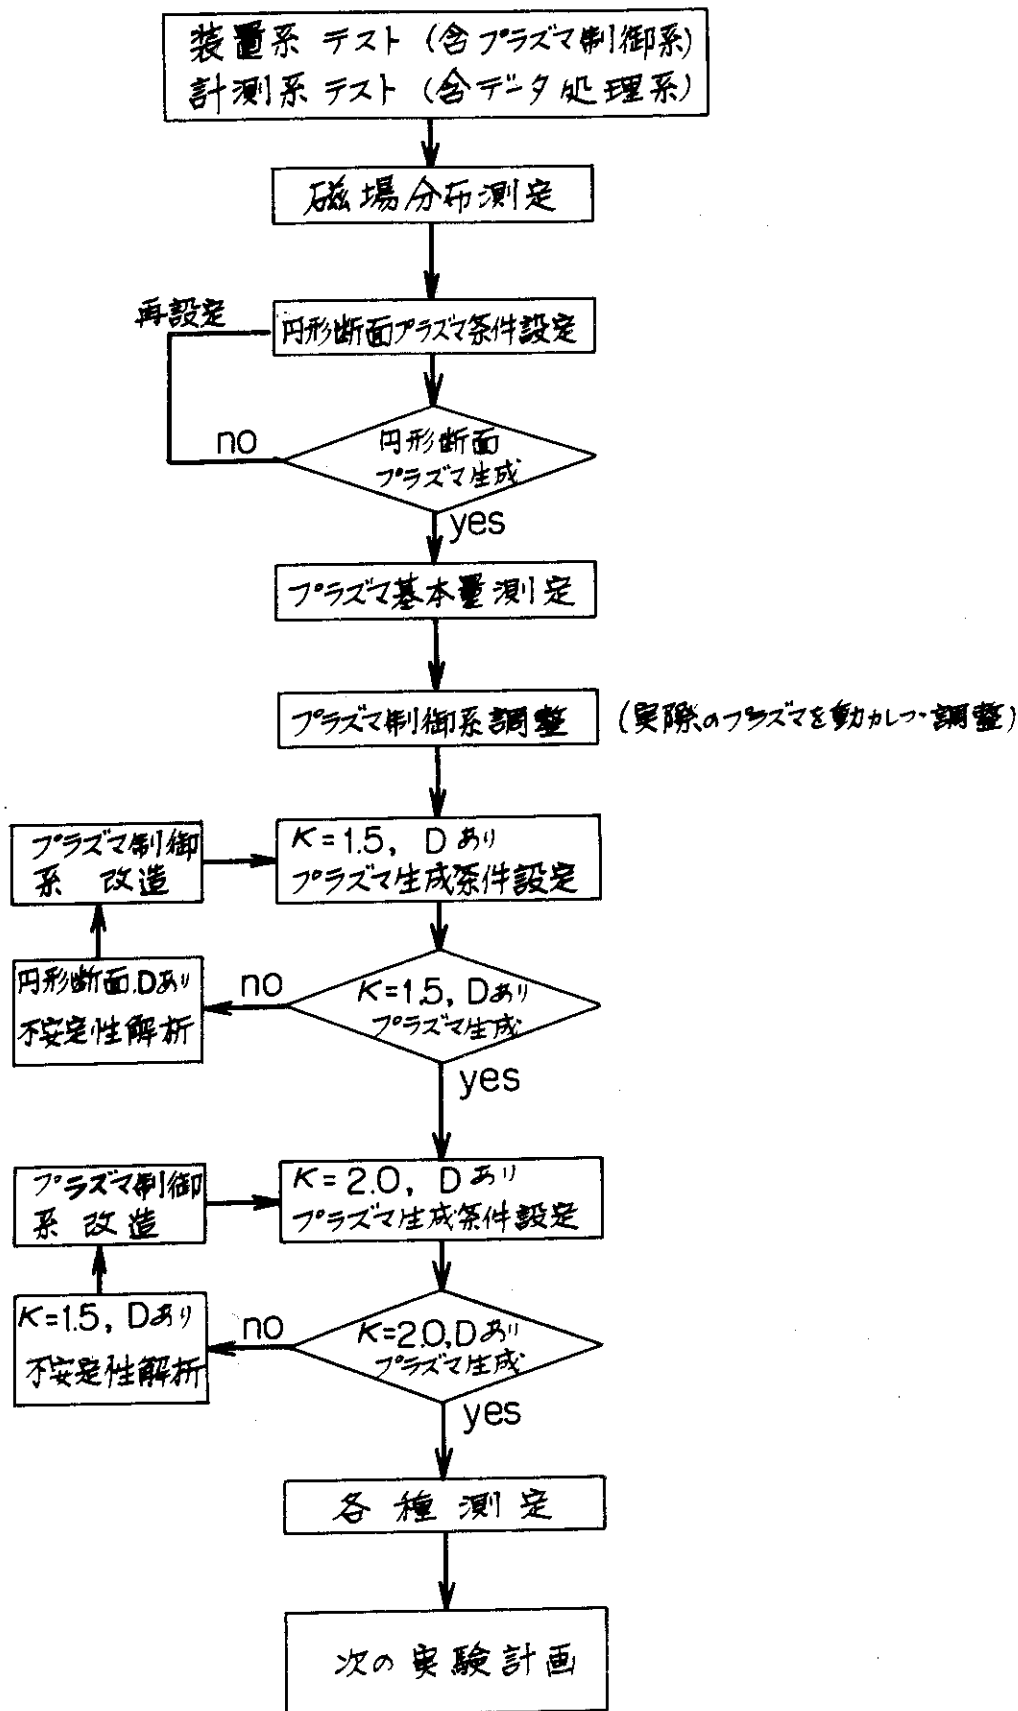 装置系 テスト (含プラズマ制御系)
計測系 テスト (含データ処理系)
磁場分布測定
再設定
円形断面プラズマ条件設定
no
円形断面
プラズマ生成
yes
プラズマ基本量測定
プラズマ制御系調整 (実際のプラズマを動かしつゝ調整)
プラズマ制御
系 改造
K=1.5, Dあり
プラズマ生成条件設定
円形断面.Dあり
不安定性解析
no
K=1.5, Dあり
プラズマ生成
yes
プラズマ制御
系 改造
K=2.0, Dあり
プラズマ生成条件設定
K=1.5, Dあり
不安定性解析
no
K=2.0, Dあり
プラズマ生成
yes
各種測定
次の実験計画